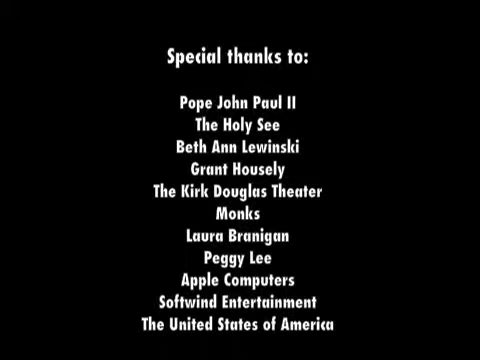 Special thanks to:
Pope John Paul II
The Holy See
Beth Ann Lewinski
Grant Housely
The Kirk Douglas Theater
Monks
Laura Branigan
Peggy Lee
Apple Computers
Softwind Entertainment
The United States of America